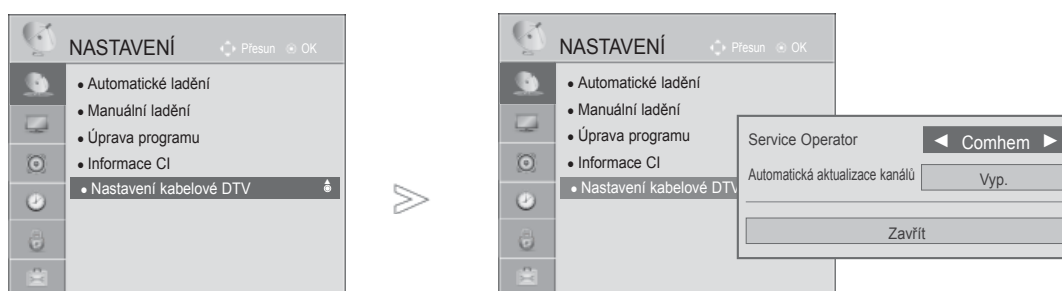 NASTAVENÍ Přesun OK
• Automatické ladění
• Manuální ladění
• Úprava programu
• Informace CI
• Nastavení kabelové DTV
NASTAVENÍ Přesun OK
• Automatické ladění
• Manuální ladění
• Úprava programu
• Informace CI
• Nastavení kabelové DTV
Service Operator ◄ Comhem ►
Automatická aktualizace kanálů Vyp.
Zavřít